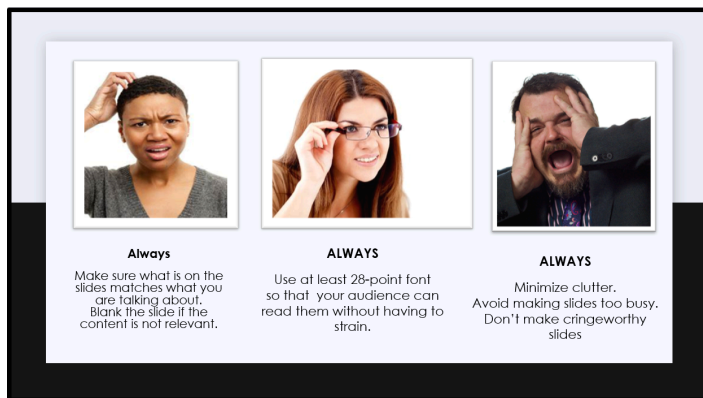 Always
Make sure what is on the
slides matches what you
are talking about.
Blank the slide if the
content is not relevant.
ALWAYS
Use at least 28-point font
so that  your audience can
read them without having to
strain.
ALWAYS
Minimize clutter.
Avoid making slides too busy.
Don't make cringeworthy
slides